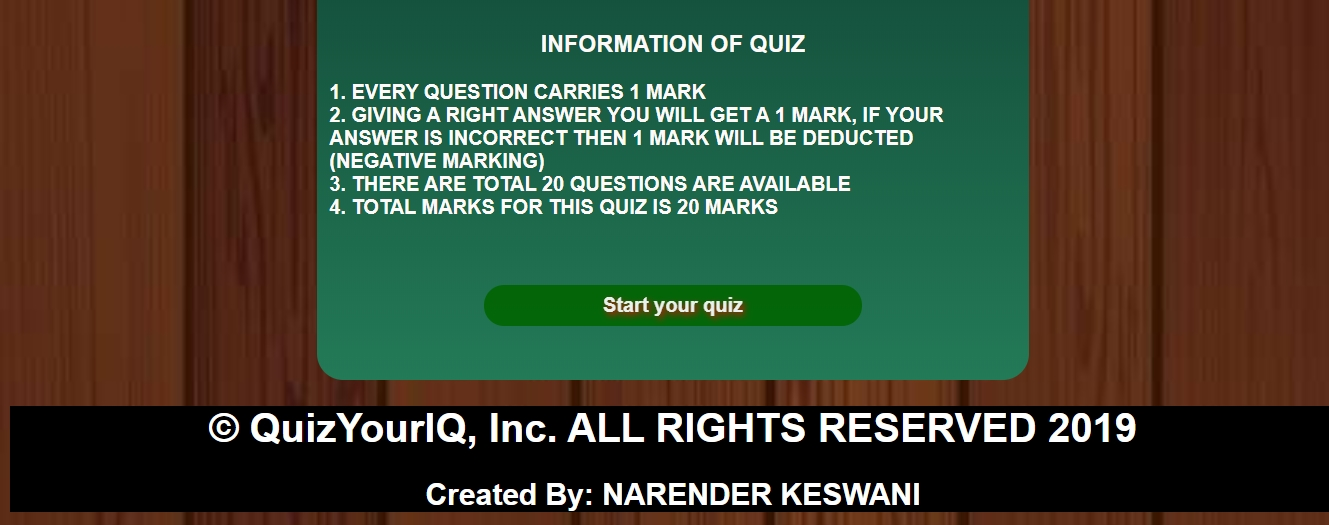 INFORMATION OF QUIZ
1. EVERY QUESTION CARRIES 1 MARK
2. GIVING A RIGHT ANSWER YOU WILL GET A 1 MARK, IF YOUR
ANSWER IS INCORRECT THEN 1 MARK WILL BE DEDUCTED
(NEGATIVE MARKING)
3. THERE ARE TOTAL 20 QUESTIONS ARE AVAILABLE
4. TOTAL MARKS FOR THIS QUIZ IS 20 MARKS
Start your quiz
© QuizYourIQ, Inc. ALL RIGHTS RESERVED 2019
Created By: NARENDER KESWANI